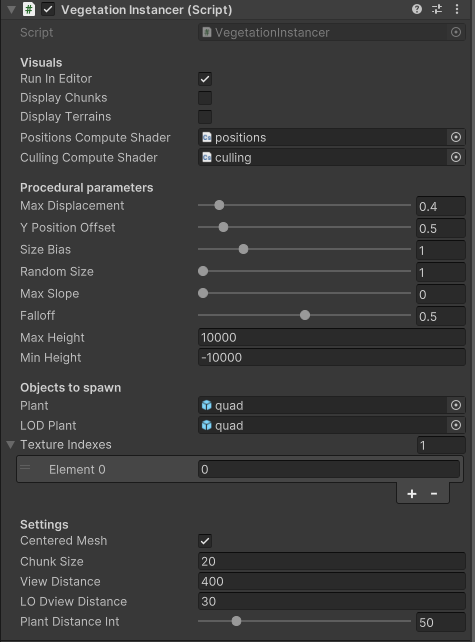 Vegetation Instancer (Script)
Script VegetationInstancer
Visuals
Run In Editor
Display Chunks
Display Terrains
Positions Compute Shader positions
Culling Compute Shader culling
Procedural parameters
Max Displacement 0.4
Y Position Offset 0.5
Size Bias 1
Random Size 1
Max Slope 0
Falloff 0.5
Max Height 10000
Min Height -10000
Objects to spawn
Plant quad
LOD Plant quad
Texture Indexes 1
Element 0 0
Settings
Centered Mesh
Chunk Size 20
View Distance 400
LO Dview Distance 30
Plant Distance Int 50